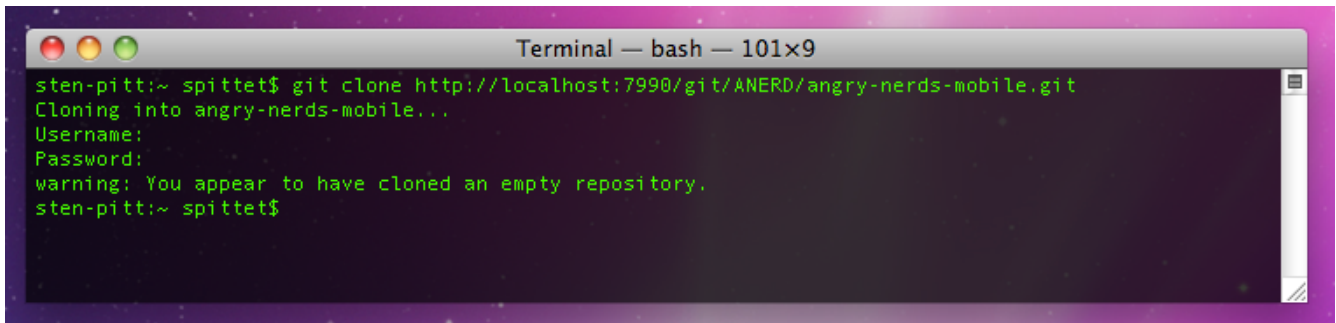 Terminal — bash — 101×9
sten-pitt:~ spittet$ git clone http://localhost:7990/git/ANERD/angry-nerds-mobile.git
Cloning into angry-nerds-mobile...
Username:
Password:
warning: You appear to have cloned an empty repository.
sten-pitt:~ spittet$